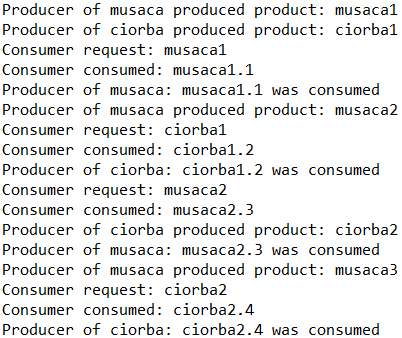 Producer of musaca produced product: musaca1
Producer of ciorba produced product: ciorba1
Consumer request: musaca1
Consumer consumed: musaca1.1
Producer of musaca: musaca1.1 was consumed
Producer of musaca produced product: musaca2
Consumer request: ciorba1
Consumer consumed: ciorba1.2
Producer of ciorba: ciorba1.2 was consumed
Consumer request: musaca2
Consumer consumed: musaca2.3
Producer of ciorba produced product: ciorba2
Producer of musaca: musaca2.3 was consumed
Producer of musaca produced product: musaca3
Consumer request: ciorba2
Consumer consumed: ciorba2.4
Producer of ciorba: ciorba2.4 was consumed